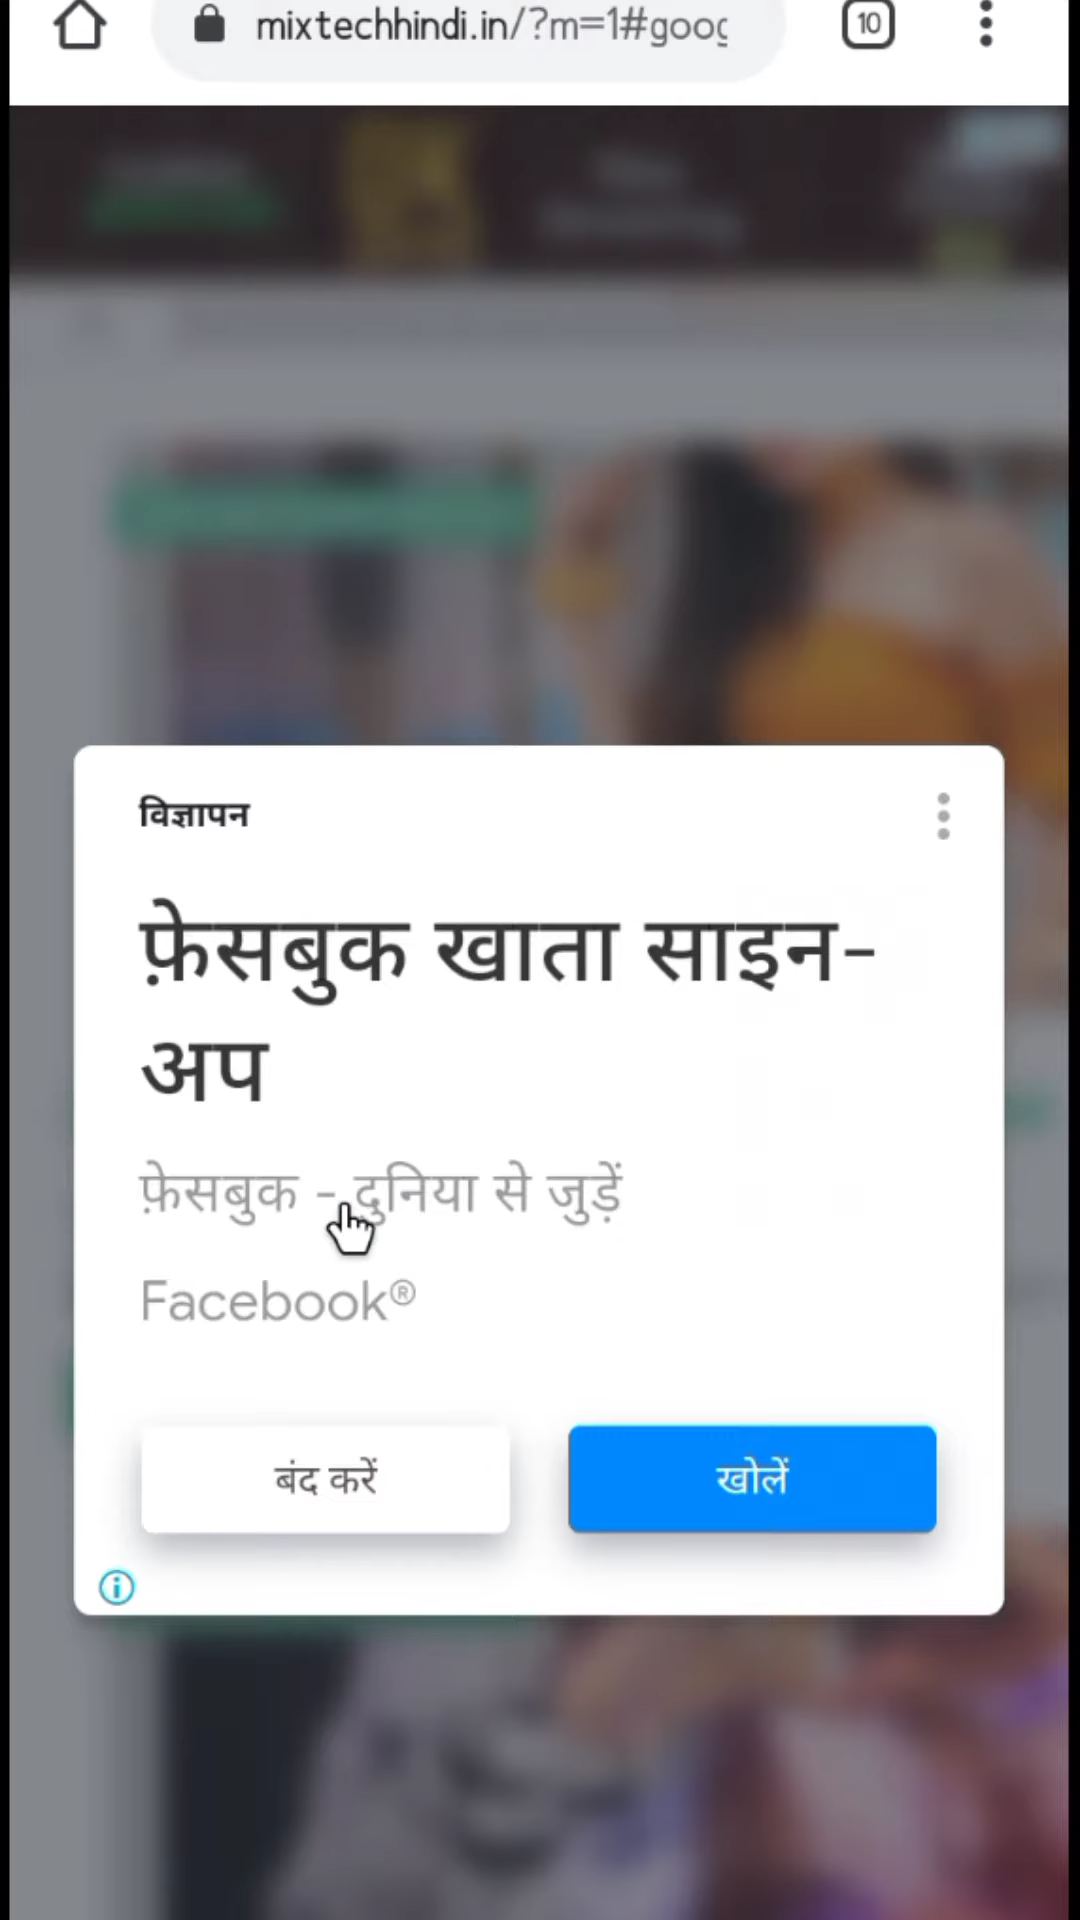 mixtechhindi.in/?m=1#goog
10
विज्ञापन
फ़ेसबुक खाता साइन-
अप
फ़ेसबुक - दुनिया से जुड़ें
Facebook®
बंद करें
खोलें